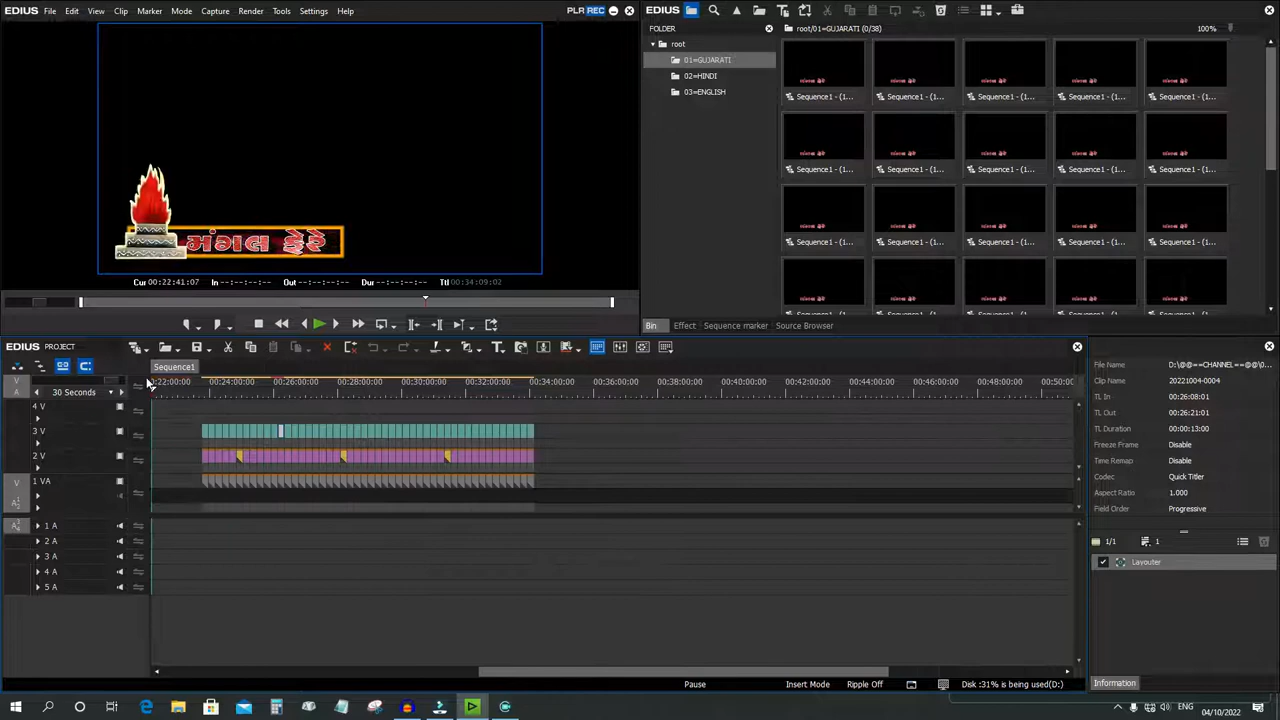 EDIUS File Edit View Clip Marker Mode Capture Render Tools Settings Help PLR REC
મંગલ ફેરે
Cur 00:22:41:07 In --:--:--:-- Out --:--:--:-- Dur --:--:--:-- Ttl 00:34:09:02
EDIUS
FOLDER
root
01=GUJARATI
02=HINDI
03=ENGLISH
root/01=GUJARATI (0/38) 100%
Sequence1 - (1... Sequence1 - (1... Sequence1 - (1... Sequence1 - (1... Sequence1 - (1...
Sequence1 - (1... Sequence1 - (1... Sequence1 - (1... Sequence1 - (1... Sequence1 - (1...
Sequence1 - (1... Sequence1 - (1... Sequence1 - (1... Sequence1 - (1... Sequence1 - (1...
Bin Effect Sequence marker Source Browser
EDIUS PROJECT
Sequence1
V
A
30 Seconds
0:22:00:00 00:24:00:00 00:26:00:00 00:28:00:00 00:30:00:00 00:32:00:00 00:34:00:00 00:36:00:00 00:38:00:00 00:40:00:00 00:42:00:00 00:44:00:00 00:46:00:00 00:48:00:00 00:50:00
4 V
3 V
2 V
V 1 VA
1 A
2 A
3 A
4 A
5 A
File Name D:\@@=CHANNEL=@@\0...
Clip Name 20221004-0004
TL In 00:26:08:01
TL Out 00:26:21:01
TL Duration 00:00:13:00
Freeze Frame Disable
Time Remap Disable
Codec Quick Titler
Aspect Ratio 1.000
Field Order Progressive
1/1 1
Layouter
Information
Pause Insert Mode Ripple Off Disk :31% is being used(D:)
ENG 04/10/2022